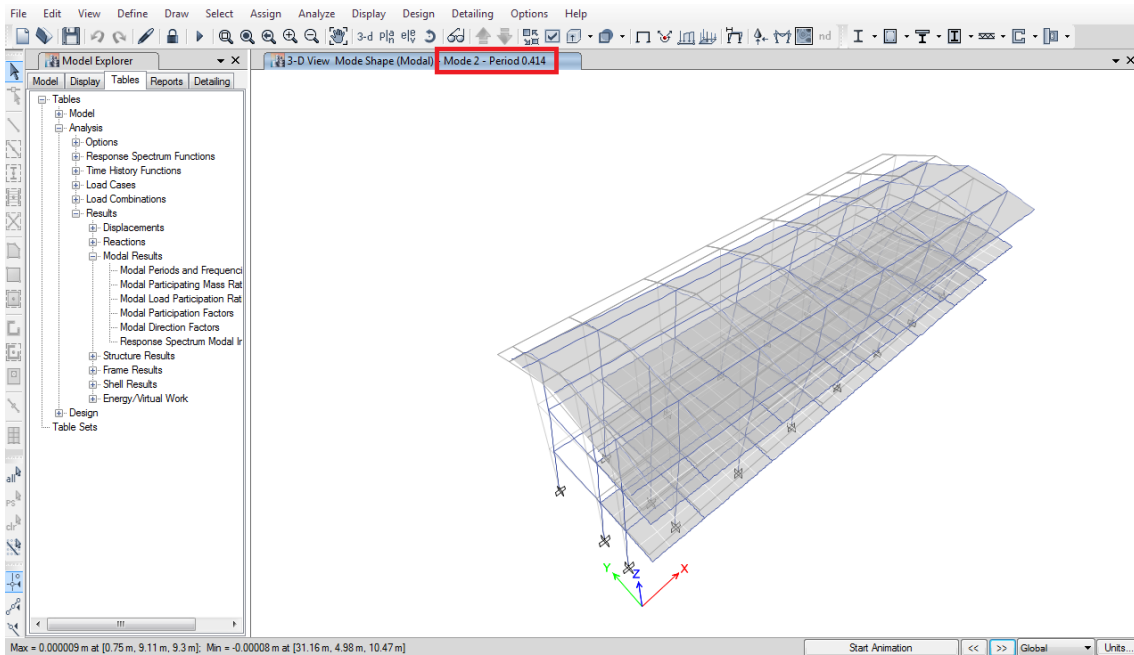 File Edit View Define Draw Select Assign Analyze Display Design Detailing Options Help
3-d
nd
Model Explorer
3-D View Mode Shape (Modal) - Mode 2 - Period 0.414
Model Display Tables Reports Detailing
Tables
Model
Analysis
Options
Response Spectrum Functions
Time History Functions
Load Cases
Load Combinations
Results
Displacements
Reactions
Modal Results
Modal Periods and Frequenci
Modal Participating Mass Rat
Modal Load Participation Rat
Modal Participation Factors
Modal Direction Factors
Response Spectrum Modal Ir
Structure Results
Frame Results
Shell Results
Energy/Virtual Work
Design
Table Sets
all
ps
clr
Y
Z
X
Max = 0.000009 m at [0.75 m, 9.11 m, 9.3 m]; Min = -0.00008 m at [31.16 m, 4.98 m, 10.47 m]
Start Animation << >> Global Units...